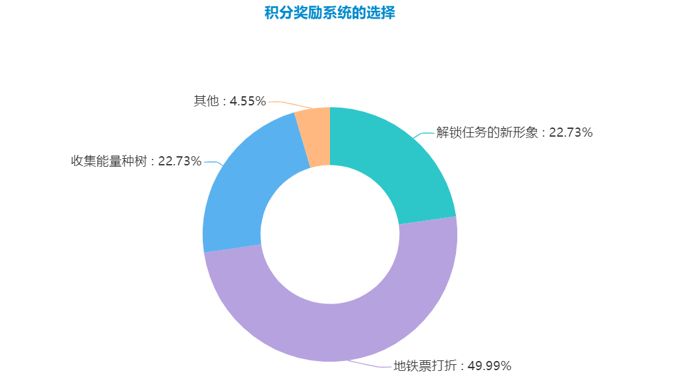 积分奖励系统的选择
其他 : 4.55%
解锁任务的新形象 : 22.73%
收集能量种树 : 22.73%
地铁票打折 : 49.99%